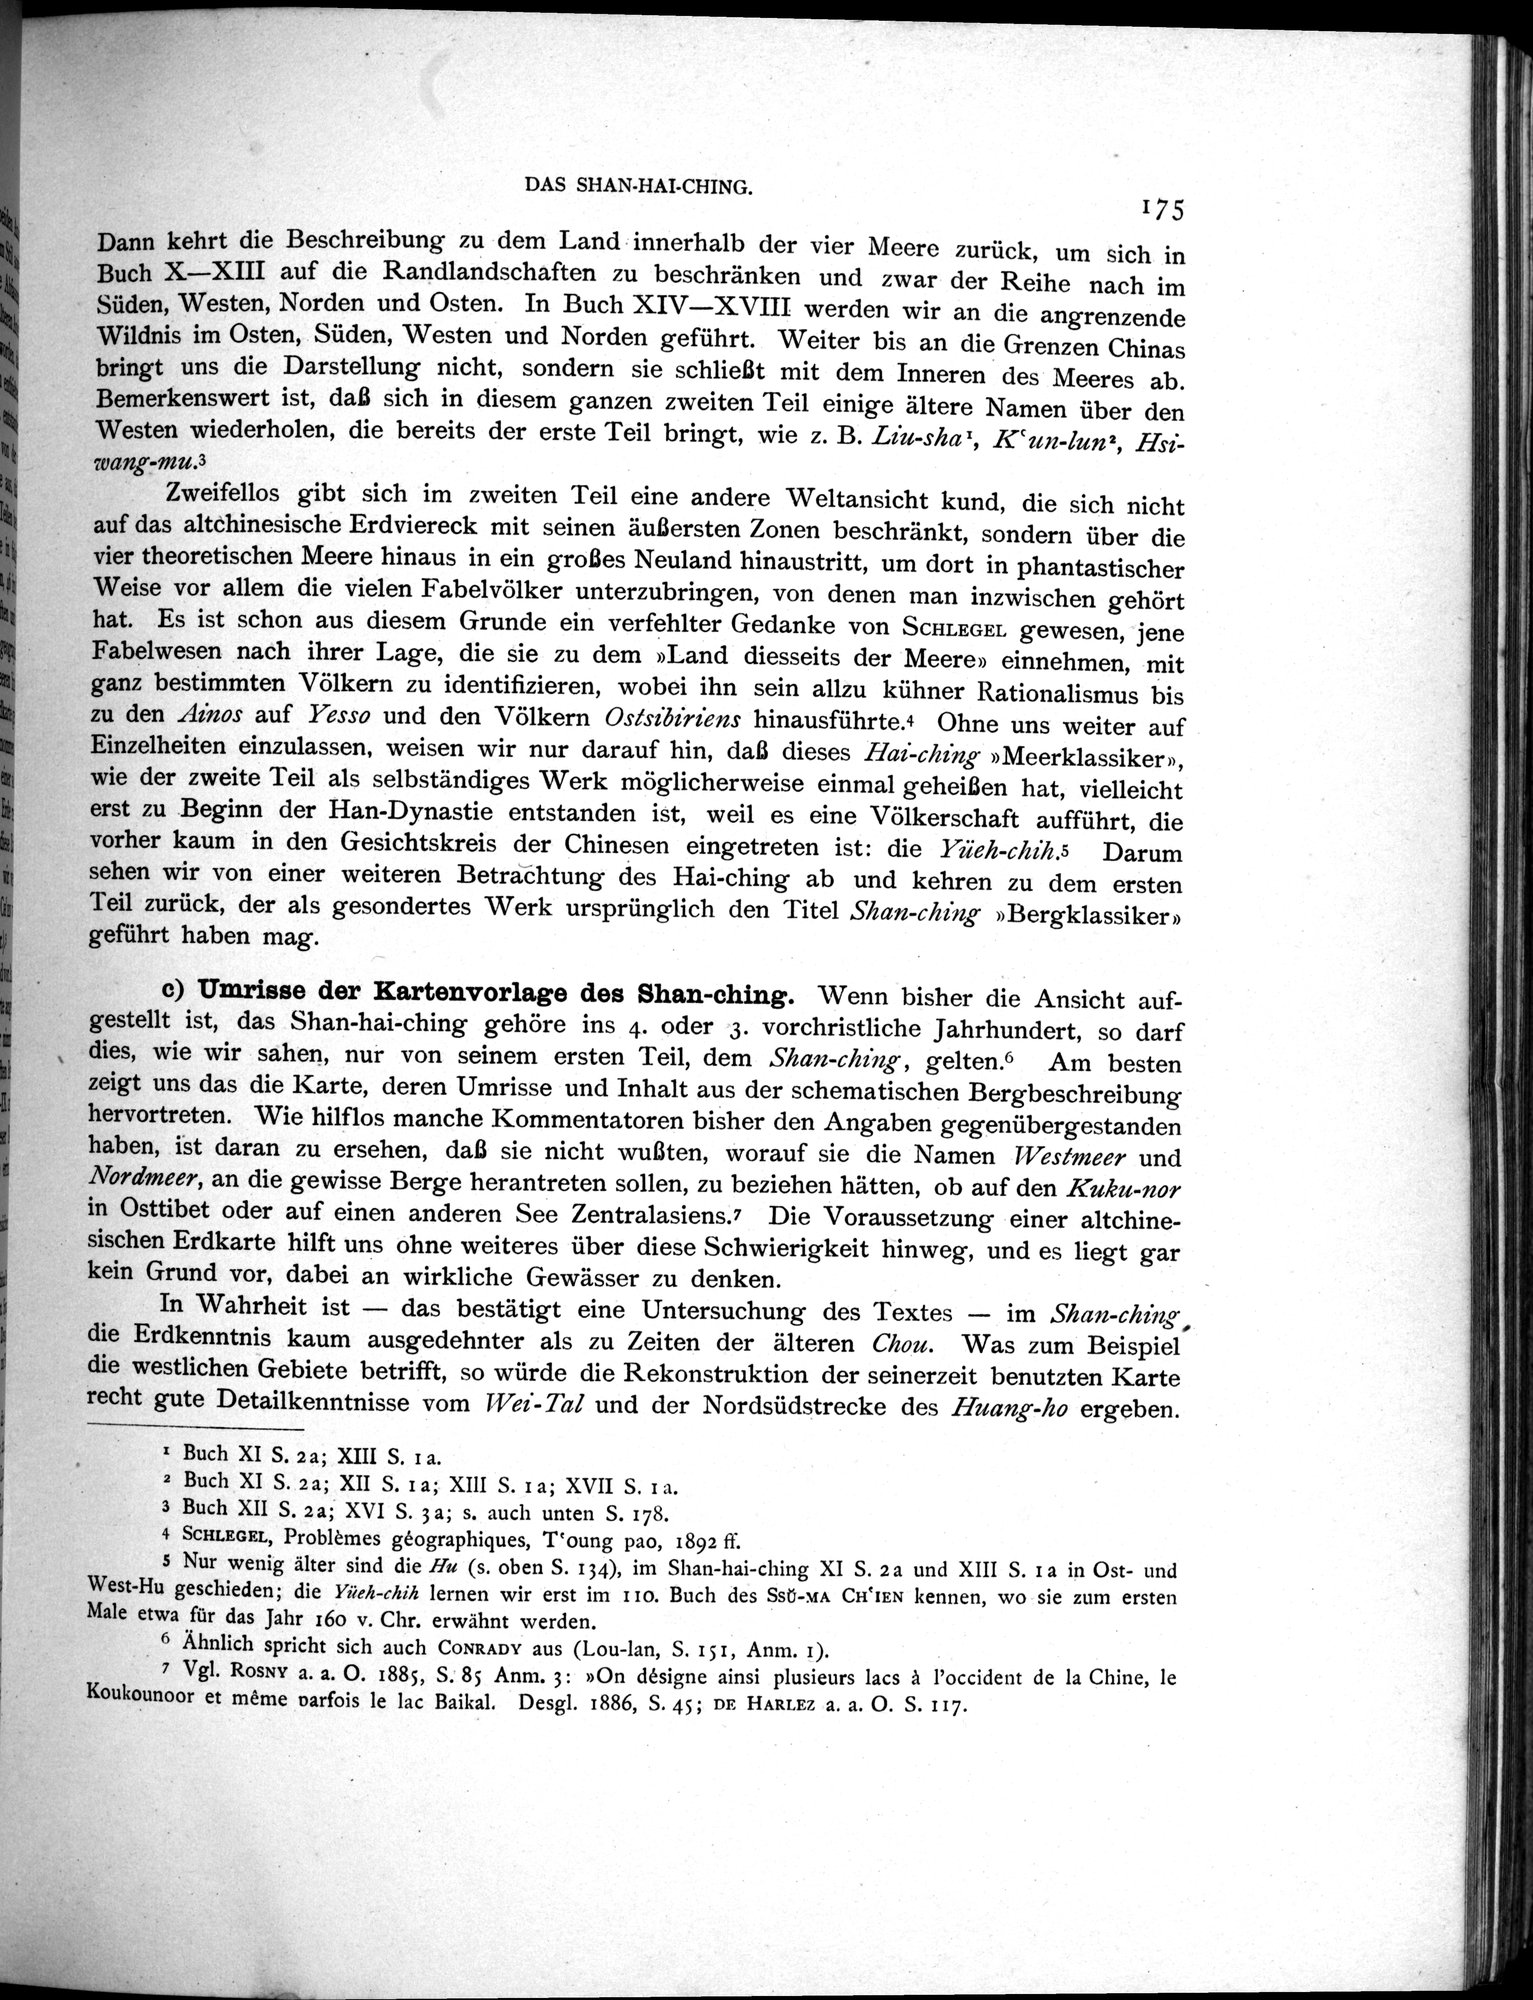 DAS SHAN-HAI-CHING.
175
Dann kehrt die Beschreibung zu dem Land innerhalb der vier Meere zurück, um sich in
Buch X—XIII auf die Randlandschaften zu beschränken und zwar der Reihe nach im
Süden, Westen, Norden und Osten. In Buch XIV—XVIII werden wir an die angrenzende
Wildnis im Osten, Süden, Westen und Norden geführt. Weiter bis an die Grenzen Chinas
bringt uns die Darstellung nicht, sondern sie schließt mit dem Inneren des Meeres ab.
Bemerkenswert ist, daß sich in diesem ganzen zweiten Teil einige ältere Namen über den
Westen wiederholen, die bereits der erste Teil bringt, wie z. B. Liu-sha¹, Kʻun-lun², Hsi-
wang-mu.³
Zweifellos gibt sich im zweiten Teil eine andere Weltansicht kund, die sich nicht
auf das altchinesische Erdviereck mit seinen äußersten Zonen beschränkt, sondern über die
vier theoretischen Meere hinaus in ein großes Neuland hinaustritt, um dort in phantastischer
Weise vor allem die vielen Fabelvölker unterzubringen, von denen man inzwischen gehört
hat. Es ist schon aus diesem Grunde ein verfehlter Gedanke von SCHLEGEL gewesen, jene
Fabelwesen nach ihrer Lage, die sie zu dem »Land diesseits der Meere» einnehmen, mit
ganz bestimmten Völkern zu identifizieren, wobei ihn sein allzu kühner Rationalismus bis
zu den Ainos auf Yesso und den Völkern Ostsibiriens hinausführte.⁴ Ohne uns weiter auf
Einzelheiten einzulassen, weisen wir nur darauf hin, daß dieses Hai-ching »Meerklassiker»,
wie der zweite Teil als selbständiges Werk möglicherweise einmal geheißen hat, vielleicht
erst zu Beginn der Han-Dynastie entstanden ist, weil es eine Völkerschaft aufführt, die
vorher kaum in den Gesichtskreis der Chinesen eingetreten ist: die Yüeh-chih.⁵ Darum
sehen wir von einer weiteren Betrachtung des Hai-ching ab und kehren zu dem ersten
Teil zurück, der als gesondertes Werk ursprünglich den Titel Shan-ching »Bergklassiker»
geführt haben mag.
c) Umrisse der Kartenvorlage des Shan-ching. Wenn bisher die Ansicht auf-
gestellt ist, das Shan-hai-ching gehöre ins 4. oder 3. vorchristliche Jahrhundert, so darf
dies, wie wir sahen, nur von seinem ersten Teil, dem Shan-ching, gelten.⁶ Am besten
zeigt uns das die Karte, deren Umrisse und Inhalt aus der schematischen Bergbeschreibung
hervortreten. Wie hilflos manche Kommentatoren bisher den Angaben gegenübergestanden
haben, ist daran zu ersehen, daß sie nicht wußten, worauf sie die Namen Westmeer und
Nordmeer, an die gewisse Berge herantreten sollen, zu beziehen hätten, ob auf den Kuku-nor
in Osttibet oder auf einen anderen See Zentralasiens.⁷ Die Voraussetzung einer altchine-
sischen Erdkarte hilft uns ohne weiteres über diese Schwierigkeit hinweg, und es liegt gar
kein Grund vor, dabei an wirkliche Gewässer zu denken.
In Wahrheit ist — das bestätigt eine Untersuchung des Textes — im Shan-ching
die Erdkenntnis kaum ausgedehnter als zu Zeiten der älteren Chou. Was zum Beispiel
die westlichen Gebiete betrifft, so würde die Rekonstruktion der seinerzeit benutzten Karte
recht gute Detailkenntnisse vom Wei-Tal und der Nordsüdstrecke des Huang-ho ergeben.
¹ Buch XI S. 2a; XIII S. 1a.
² Buch XI S. 2a; XII S. 1a; XIII S. 1a; XVII S. 1a.
³ Buch XII S. 2a; XVI S. 3a; s. auch unten S. 178.
⁴ SCHLEGEL, Problèmes géographiques, Tʻoung pao, 1892 ff.
⁵ Nur wenig älter sind die Hu (s. oben S. 134), im Shan-hai-ching XI S. 2a und XIII S. 1a in Ost- und
West-Hu geschieden; die Yüeh-chih lernen wir erst im 110. Buch des SSŬ-MA CHʻIEN kennen, wo sie zum ersten
Male etwa für das Jahr 160 v. Chr. erwähnt werden.
⁶ Ähnlich spricht sich auch CONRADY aus (Lou-lan, S. 151, Anm. 1).
⁷ Vgl. ROSNY a. a. O. 1885, S. 85 Anm. 3: »On désigne ainsi plusieurs lacs à l'occident de la Chine, le
Koukounoor et même parfois le lac Baikal. Desgl. 1886, S. 45; DE HARLEZ a. a. O. S. 117.